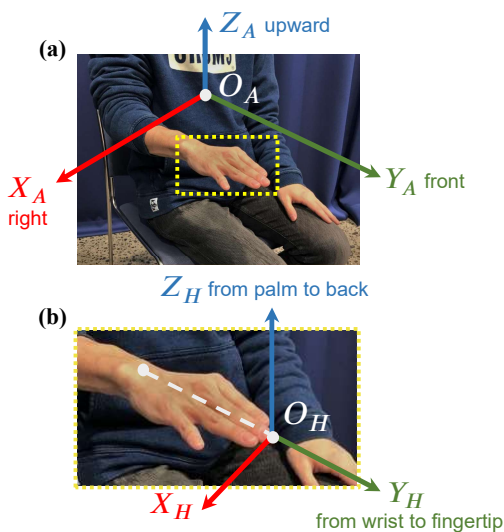 Z_A upward
(a)
O_A
X_A
right
Y_A front
Z_H from palm to back
(b)
O_H
X_H
Y_H
from wrist to fingertip